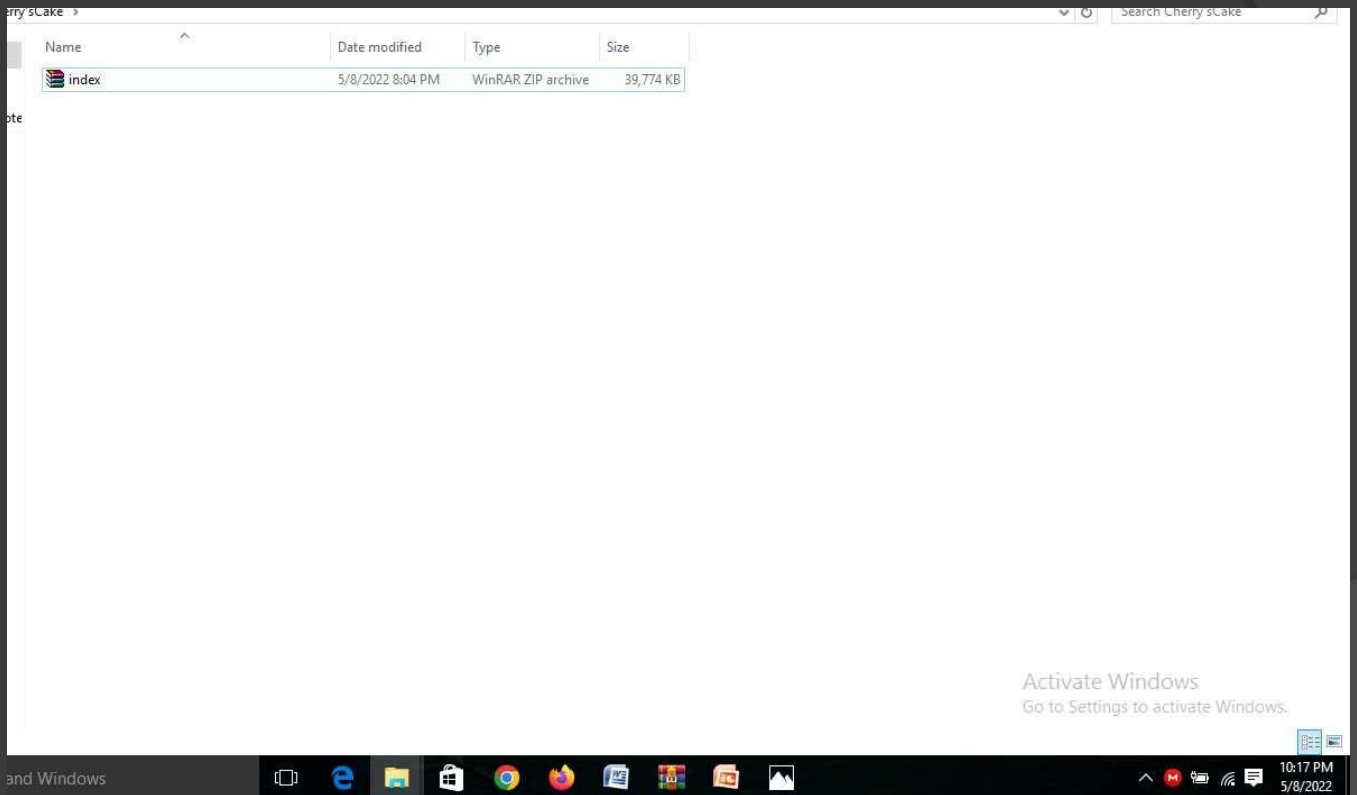 erry'sCake >
Search Cherry'sCake
Name Date modified Type Size
index 5/8/2022 8:04 PM WinRAR ZIP archive 39,774 KB
ote
Activate Windows
Go to Settings to activate Windows.
and Windows
10:17 PM
5/8/2022